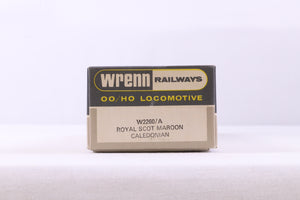 wrenn RAILWAYS
OO/HO LOCOMOTIVE
W2260/A
ROYAL SCOT MAROON
CALEDONIAN